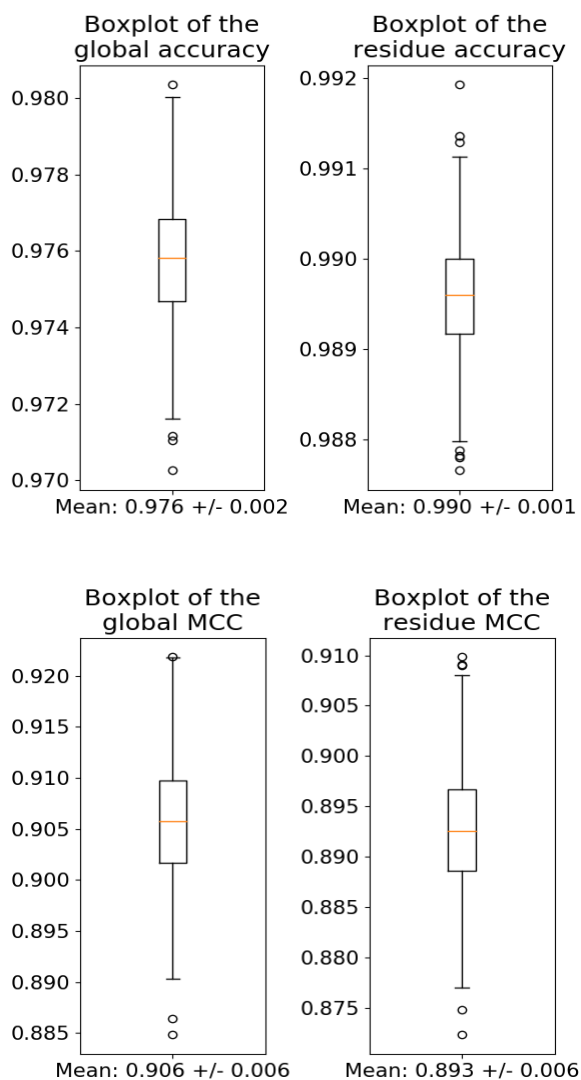 Boxplot of the
global accuracy
0.980
0.978
0.976
0.974
0.972
0.970
Mean: 0.976 +/- 0.002
Boxplot of the
residue accuracy
0.992
0.991
0.990
0.989
0.988
Mean: 0.990 +/- 0.001
Boxplot of the
global MCC
0.920
0.915
0.910
0.905
0.900
0.895
0.890
0.885
Mean: 0.906 +/- 0.006
Boxplot of the
residue MCC
0.910
0.905
0.900
0.895
0.890
0.885
0.880
0.875
Mean: 0.893 +/- 0.006